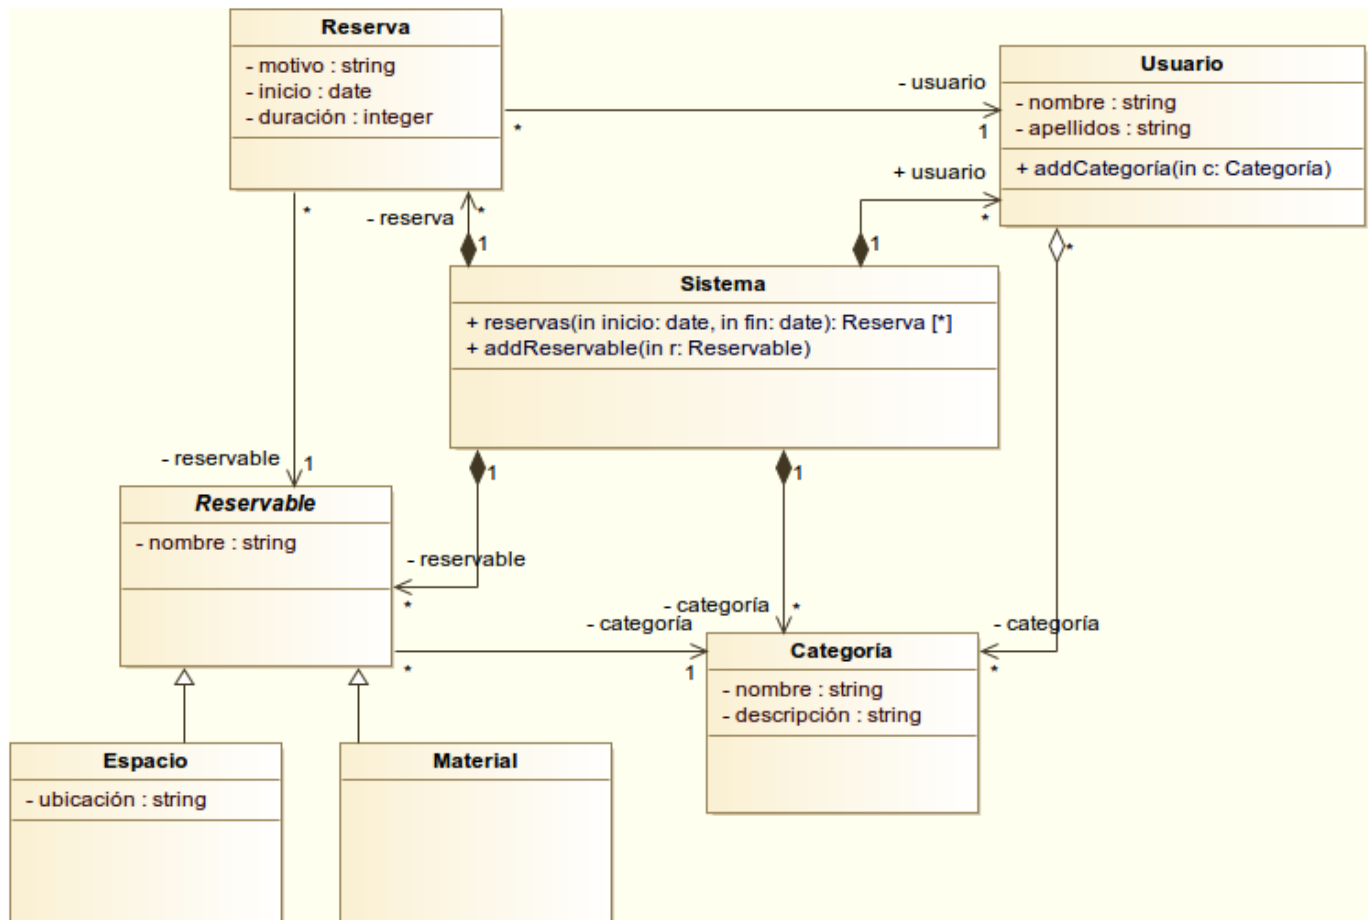 Reserva
- motivo : string
- inicio : date
- duración : integer
*
- usuario
1
Usuario
- nombre : string
- apellidos : string
+ addCategoría(in c: Categoría)
*
- reserva
*
1
+ usuario
*
1
*
Sistema
+ reservas(in inicio: date, in fin: date): Reserva [*]
+ addReservable(in r: Reservable)
- reservable
1
1
1
Reservable
- nombre : string
- reservable
*
*
- categoría
1
- categoría
*
- categoría
*
Categoría
- nombre : string
- descripción : string
Espacio
- ubicación : string
Material